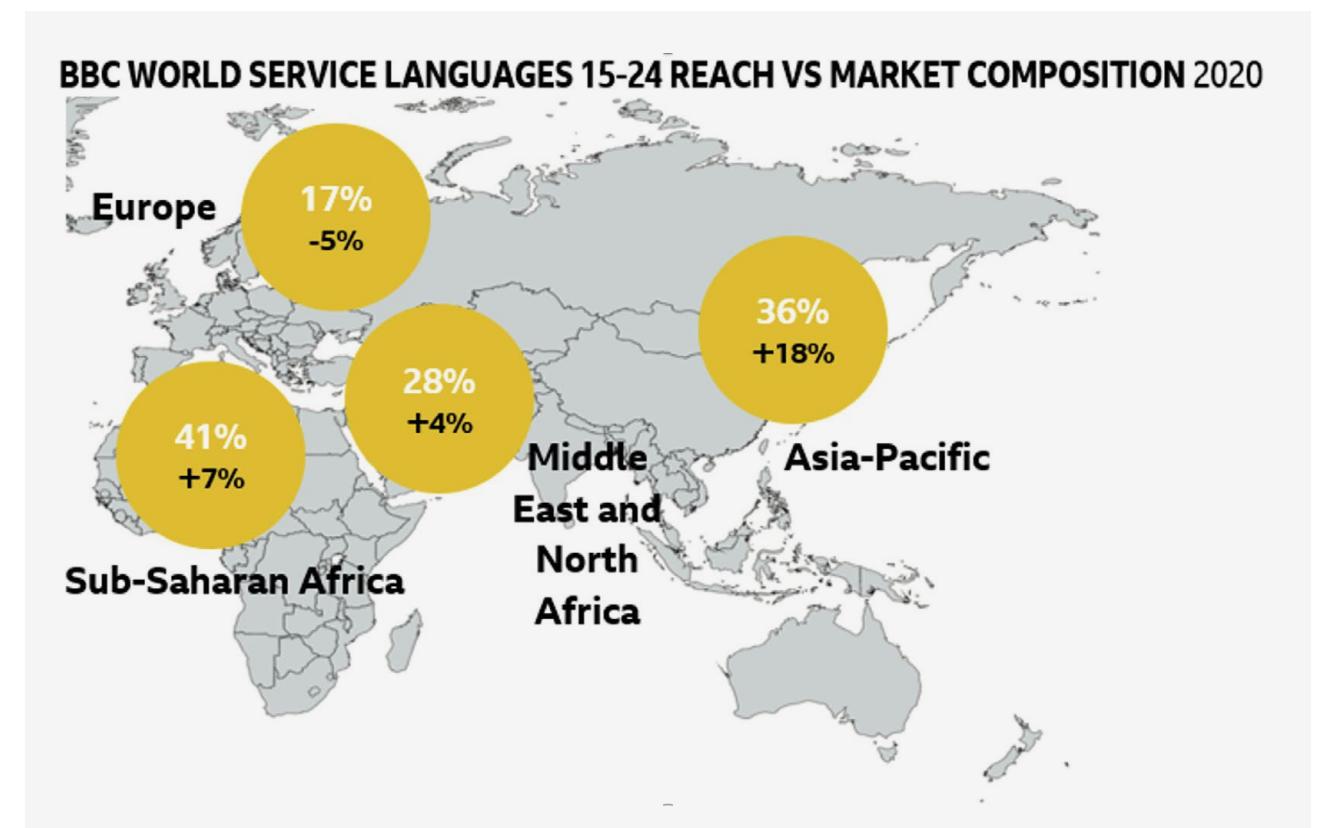 BBC WORLD SERVICE LANGUAGES 15-24 REACH VS MARKET COMPOSITION 2020
Europe
17%
-5%
36%
+18%
28%
+4%
41%
+7%
Middle
East and
North
Africa
Asia-Pacific
Sub-Saharan Africa